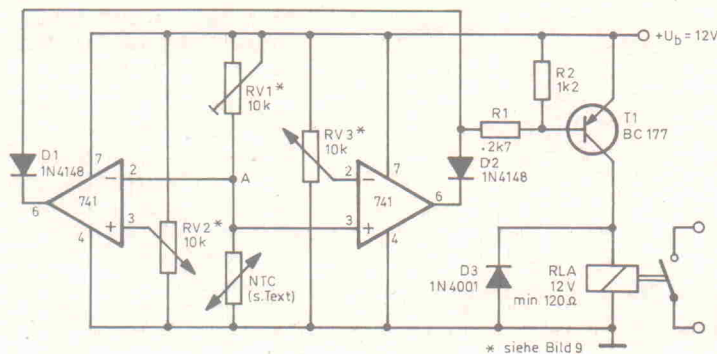 +Ub = 12V
RV1*
10k
R2
1k2
RV3*
10k
R1
.2k7
T1
BC 177
D1
1N4148
7
2
−
A
741
6
+
3
4
RV2*
10k
2
−
7
741
3
+
6
4
D2
1N4148
NTC
(s.Text)
D3
1N4001
RLA
12V
min 120Ω
* siehe Bild 9